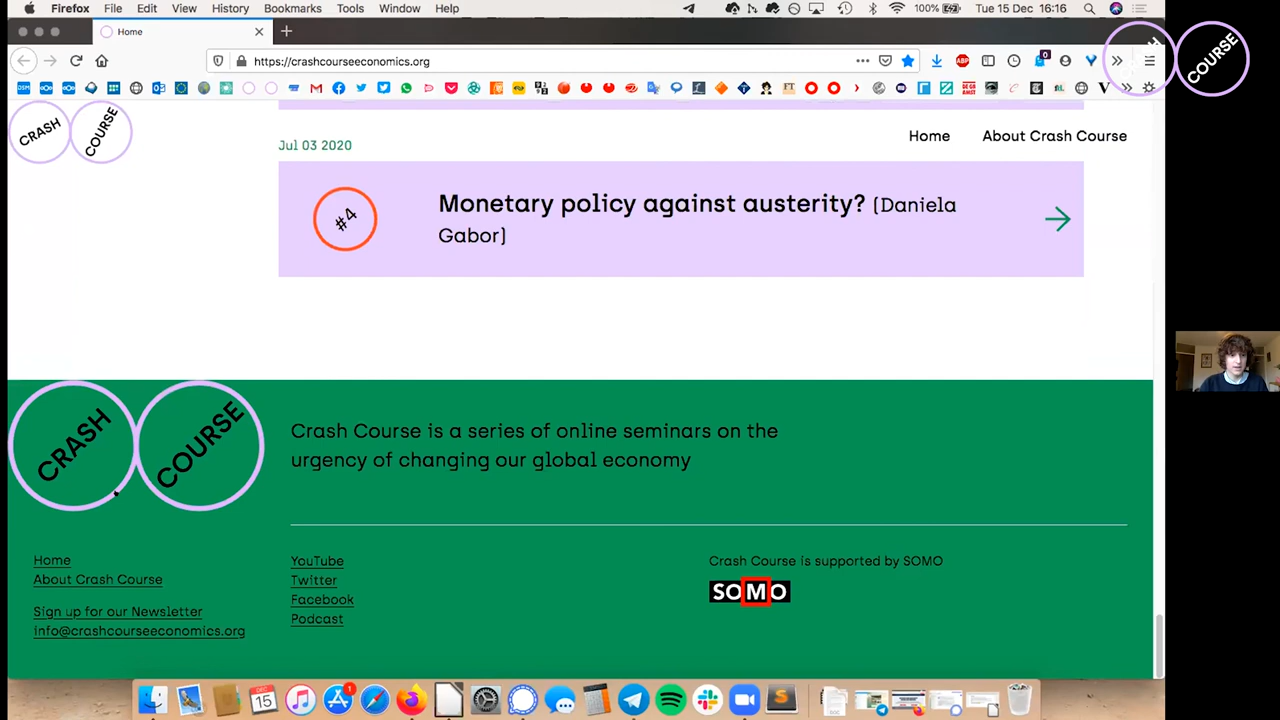 Firefox File Edit View History Bookmarks Tools Window Help 100% Tue 15 Dec 16:16
Home
https://crashcourseeconomics.org
CRASH COURSE
COURSE
Home About Crash Course
Jul 03 2020
#4
Monetary policy against austerity? (Daniela
Gabor)
CRASH COURSE
Crash Course is a series of online seminars on the
urgency of changing our global economy
Home
About Crash Course
Sign up for our Newsletter
info@crashcourseeconomics.org
YouTube
Twitter
Facebook
Podcast
Crash Course is supported by SOMO
SOMO